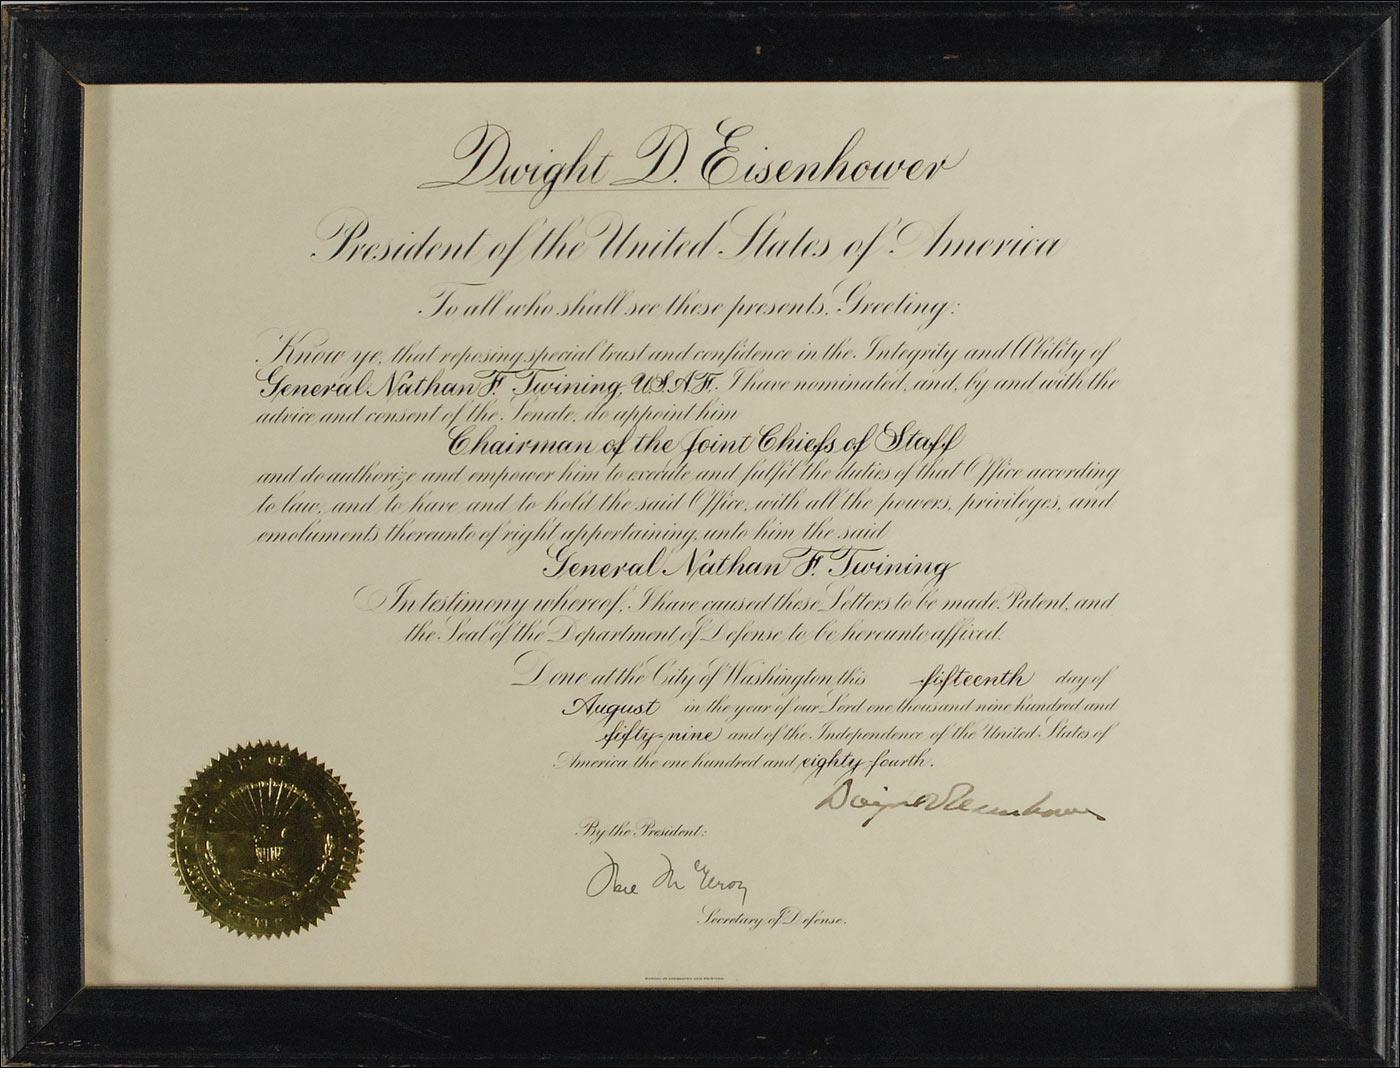 Dwight D. Eisenhower
President of the United States of America
To all who shall see these presents, Greeting:
Know ye, that reposing special trust and confidence in the Integrity and Ability of
General Nathan F. Twining, U.S.A.F. I have nominated, and, by and with the
advice and consent of the Senate, do appoint him
Chairman of the Joint Chiefs of Staff
and do authorize and empower him to execute and fulfil the duties of that Office according
to law, and to have and to hold the said Office, with all the powers, privileges, and
emoluments thereunto of right appertaining, unto him the said
General Nathan F. Twining
In testimony whereof, I have caused these Letters to be made Patent, and
the Seal of the Department of Defense to be hereunto affixed.
Done at the City of Washington this fifteenth day of
August in the year of our Lord one thousand nine hundred and
fifty-nine and of the Independence of the United States of
America the one hundred and eighty-fourth.
Dwight D Eisenhower
By the President:
Neil McElroy
Secretary of Defense.
BUREAU OF ENGRAVING AND PRINTING